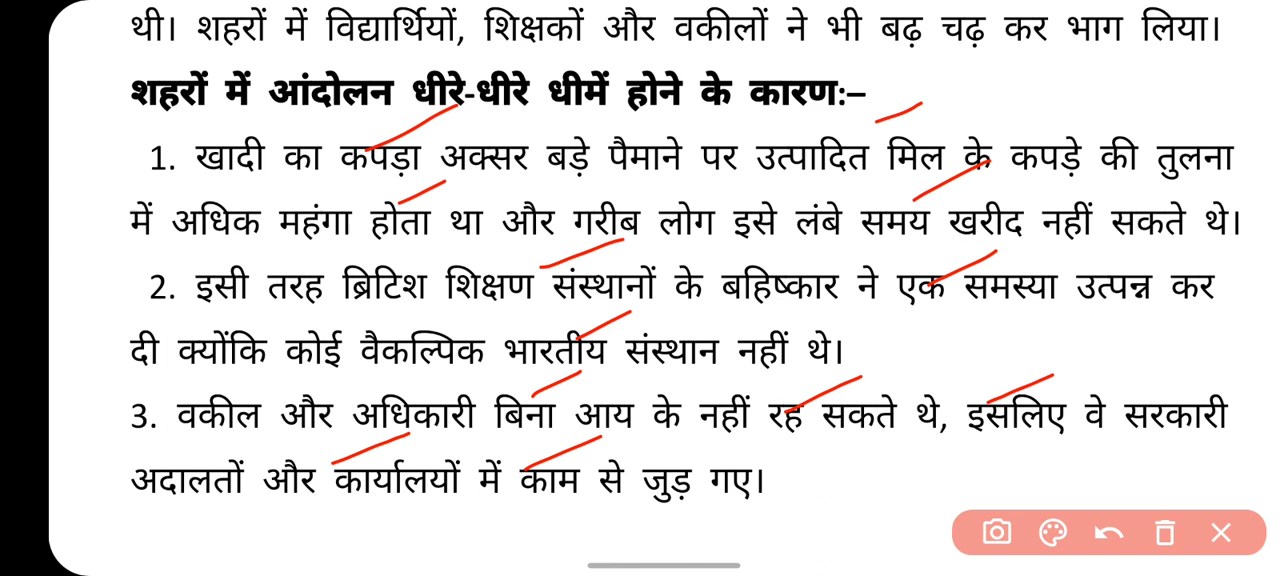 थी। शहरों में विद्यार्थियों, शिक्षकों और वकीलों ने भी बढ़ चढ़ कर भाग लिया।
शहरों में आंदोलन धीरे-धीरे धीमें होने के कारण:–
1. खादी का कपड़ा अक्सर बड़े पैमाने पर उत्पादित मिल के कपड़े की तुलना
में अधिक महंगा होता था और गरीब लोग इसे लंबे समय खरीद नहीं सकते थे।
2. इसी तरह ब्रिटिश शिक्षण संस्थानों के बहिष्कार ने एक समस्या उत्पन्न कर
दी क्योंकि कोई वैकल्पिक भारतीय संस्थान नहीं थे।
3. वकील और अधिकारी बिना आय के नहीं रह सकते थे, इसलिए वे सरकारी
अदालतों और कार्यालयों में काम से जुड़ गए।